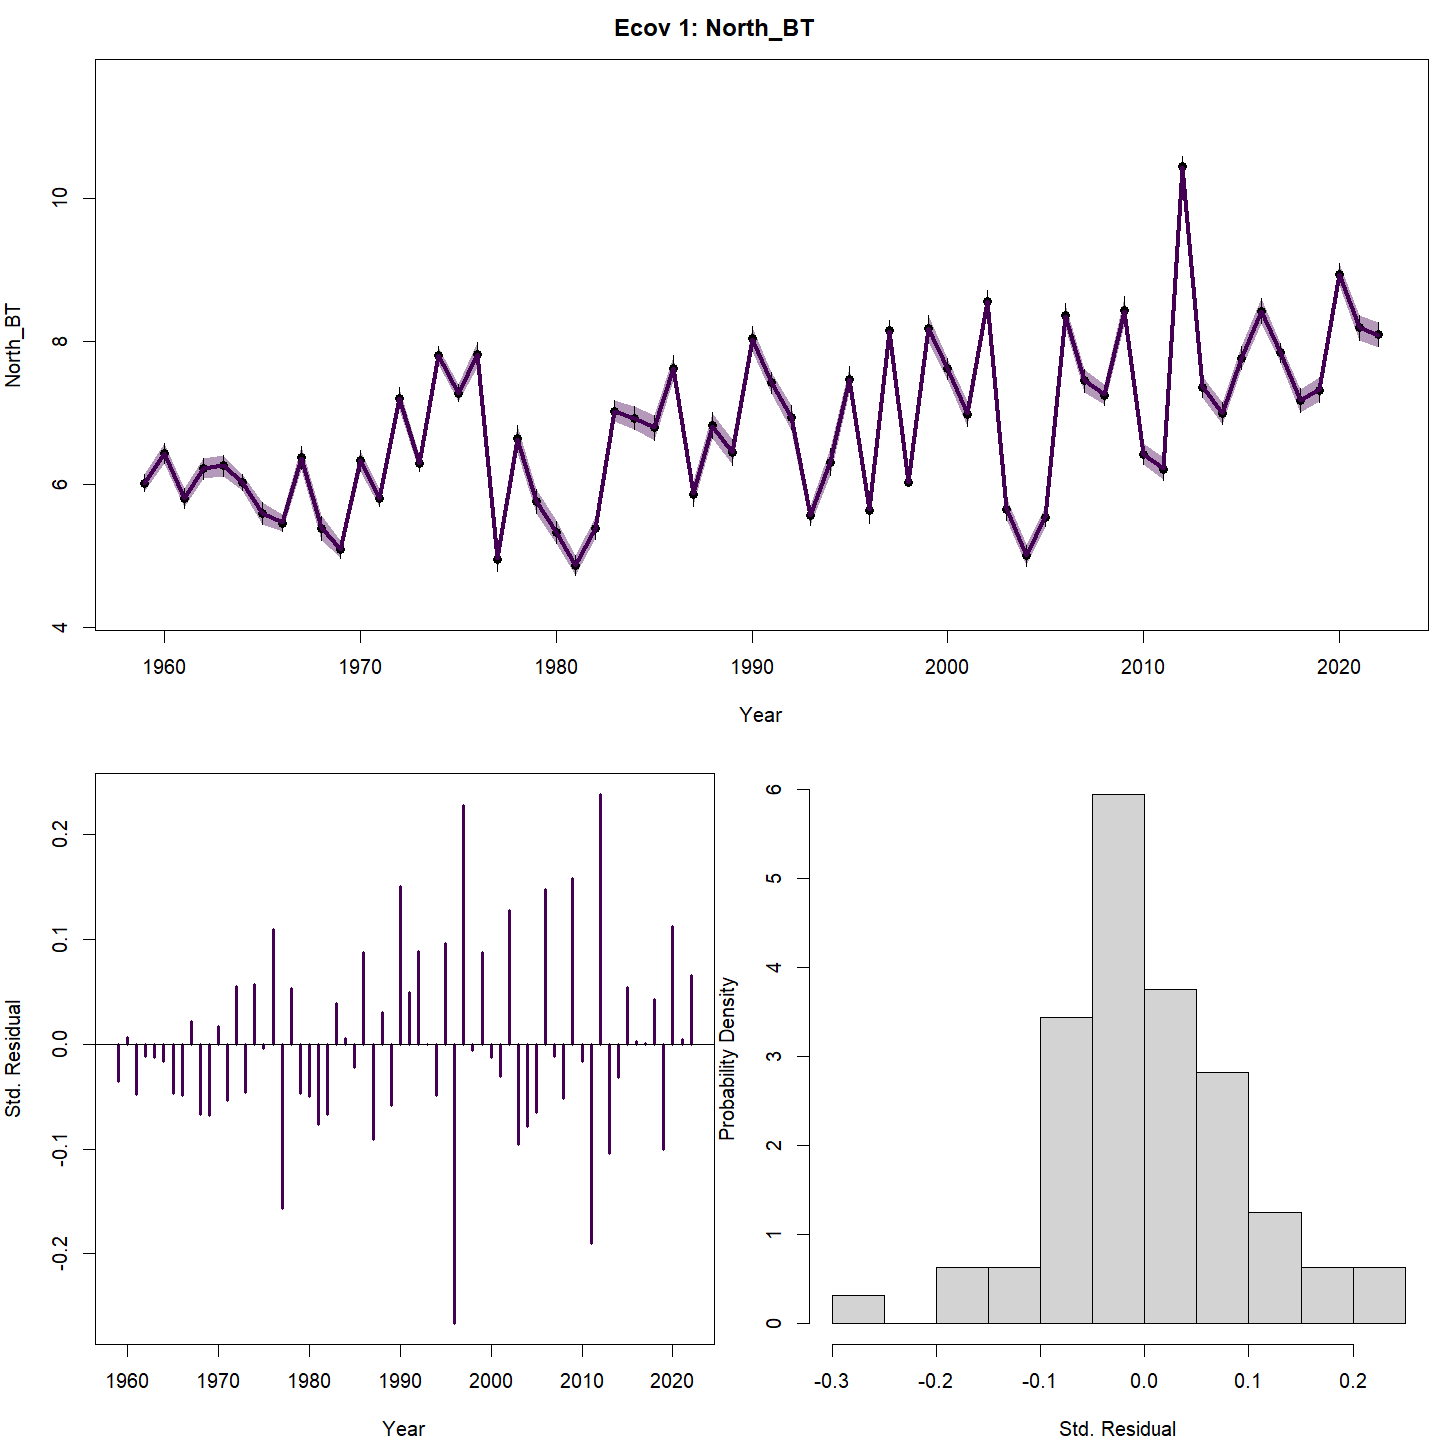 Ecov 1: North_BT
North_BT
10
8
6
4
1960 1970 1980 1990 2000 2010 2020
Year
Std. Residual
0.2
0.1
0.0
-0.1
-0.2
1960 1970 1980 1990 2000 2010 2020
Year
Probability Density
6
5
4
3
2
1
0
-0.3 -0.2 -0.1 0.0 0.1 0.2
Std. Residual